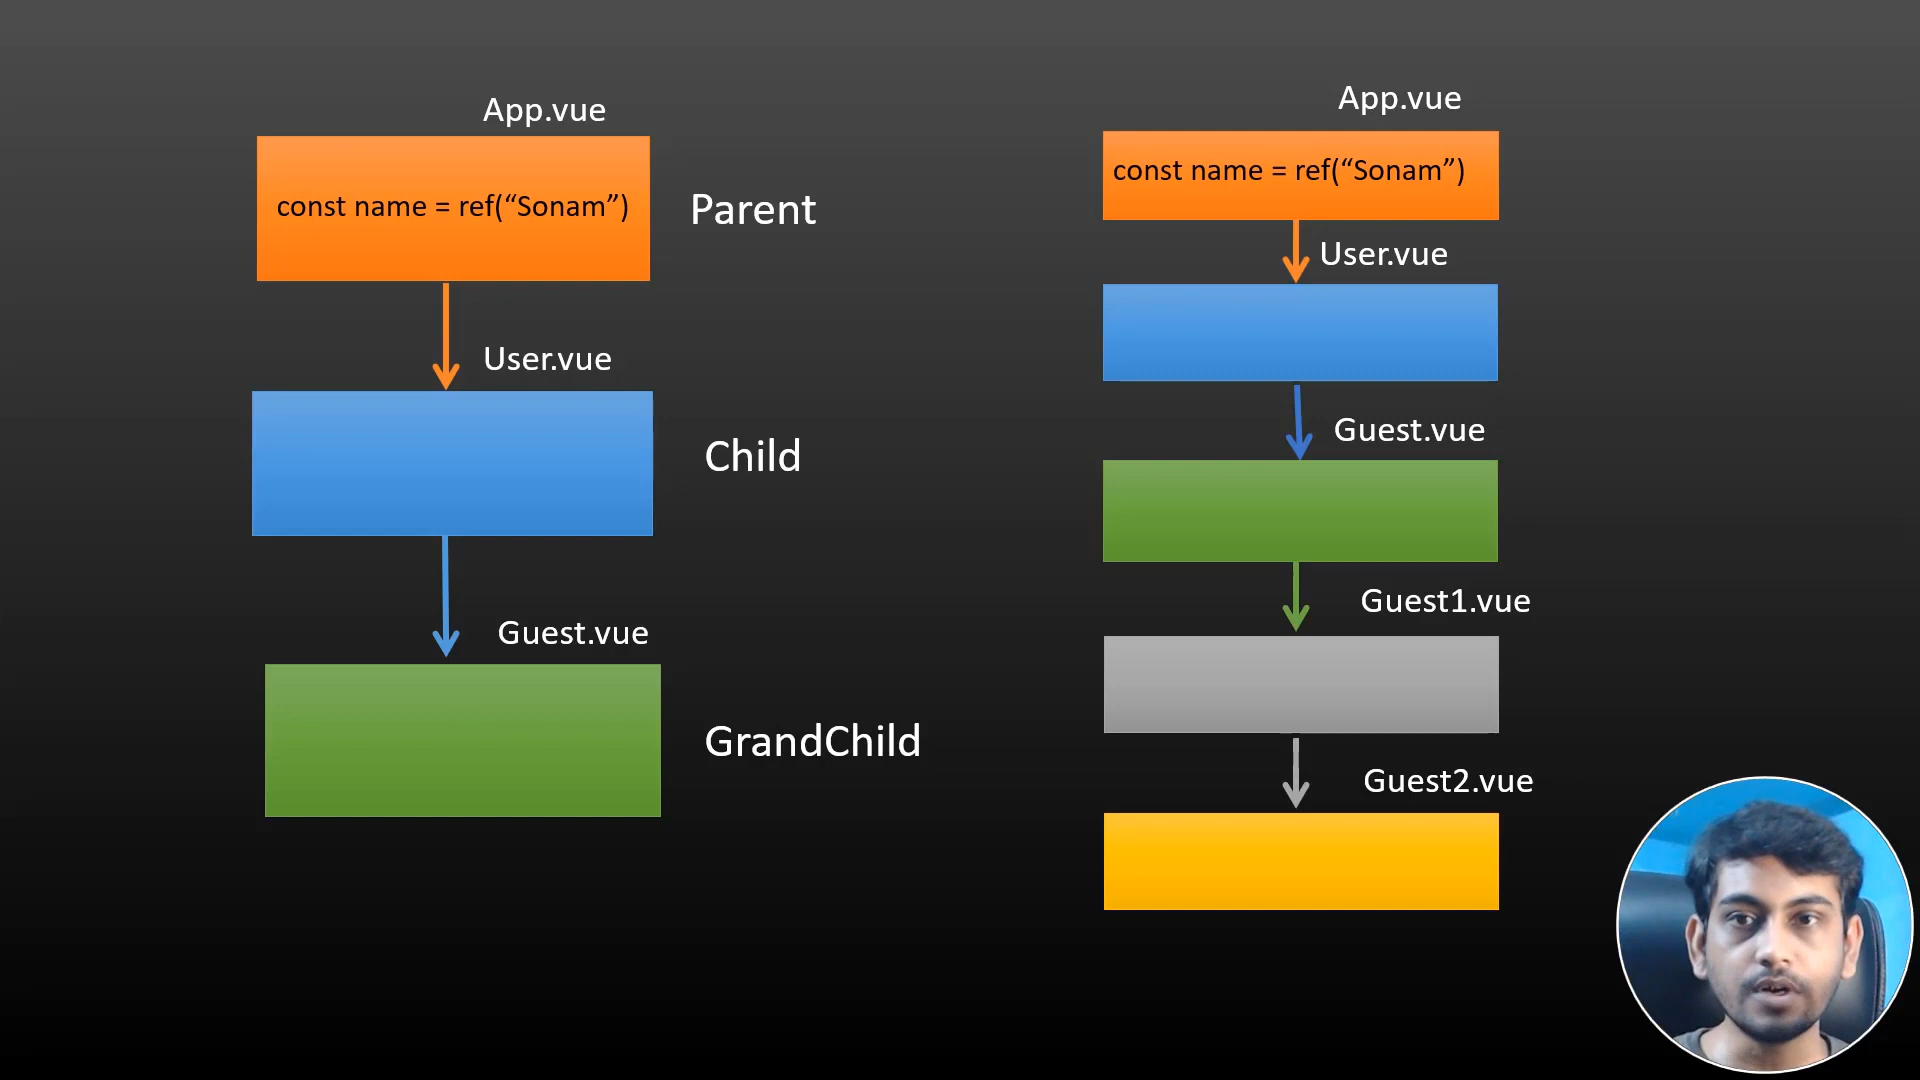 App.vue
const name = ref(“Sonam”)
Parent
User.vue
Child
Guest.vue
GrandChild
App.vue
const name = ref(“Sonam”)
User.vue
Guest.vue
Guest1.vue
Guest2.vue